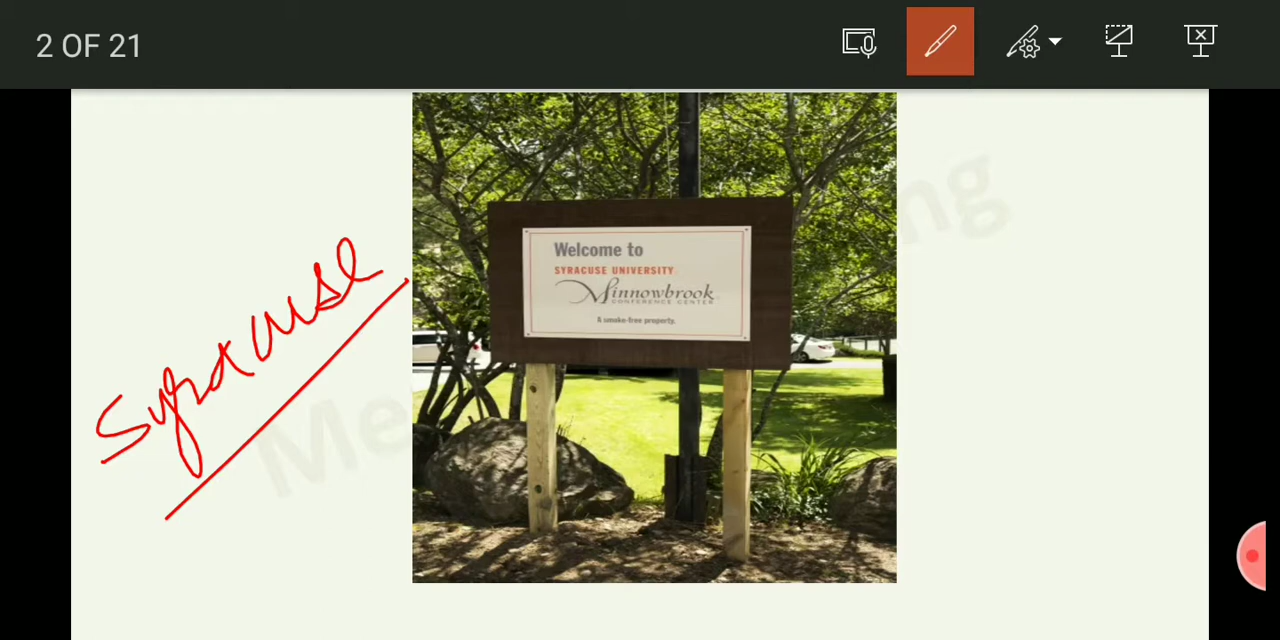 2 OF 21
Welcome to
SYRACUSE UNIVERSITY
Minnowbrook
CONFERENCE CENTER
A smoke-free property.
Syracuse